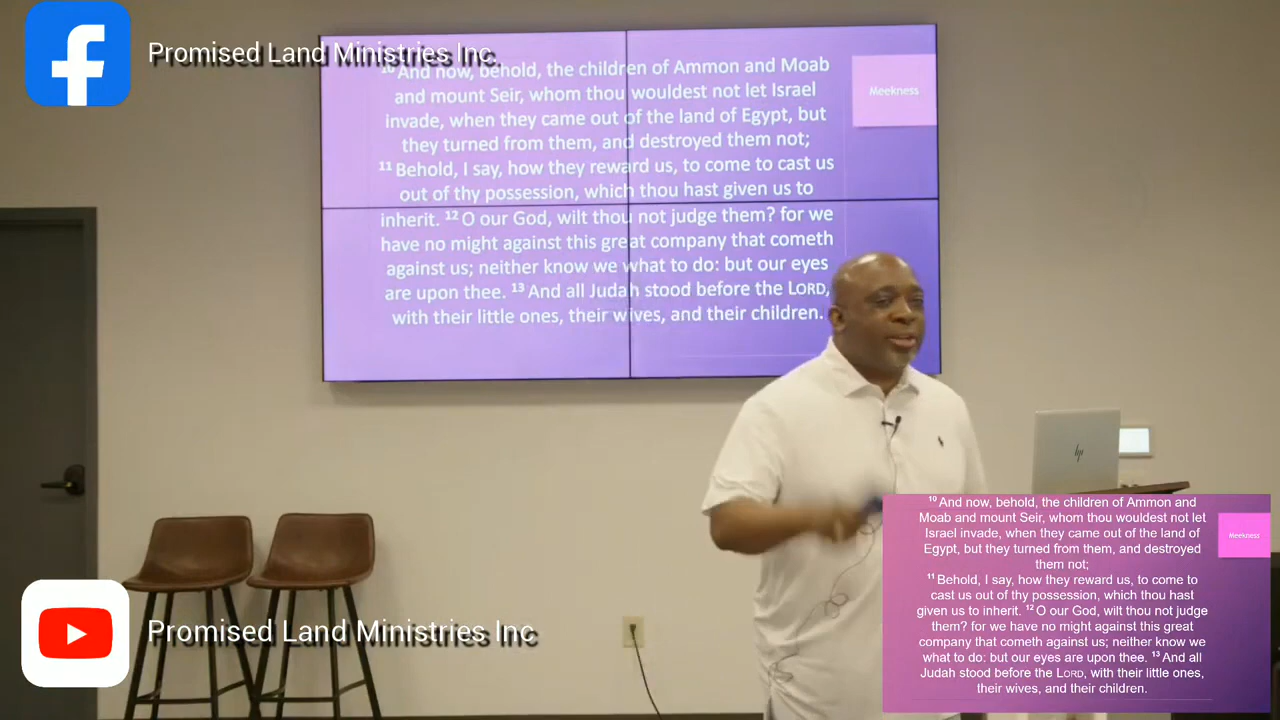 Promised Land Ministries Inc.
10 And now, behold, the children of Ammon and Moab
and mount Seir, whom thou wouldest not let Israel
invade, when they came out of the land of Egypt, but
they turned from them, and destroyed them not;
11 Behold, I say, how they reward us, to come to cast us
out of thy possession, which thou hast given us to
inherit. 12 O our God, wilt thou not judge them? for we
have no might against this great company that cometh
against us; neither know we what to do: but our eyes
are upon thee. 13 And all Judah stood before the LORD,
with their little ones, their wives, and their children.
Meekness
hp
10 And now, behold, the children of Ammon and
Moab and mount Seir, whom thou wouldest not let
Israel invade, when they came out of the land of
Egypt, but they turned from them, and destroyed
them not;
11 Behold, I say, how they reward us, to come to
cast us out of thy possession, which thou hast
given us to inherit. 12 O our God, wilt thou not judge
them? for we have no might against this great
company that cometh against us; neither know we
what to do: but our eyes are upon thee. 13 And all
Judah stood before the LORD, with their little ones,
their wives, and their children.
Meekness
Promised Land Ministries Inc